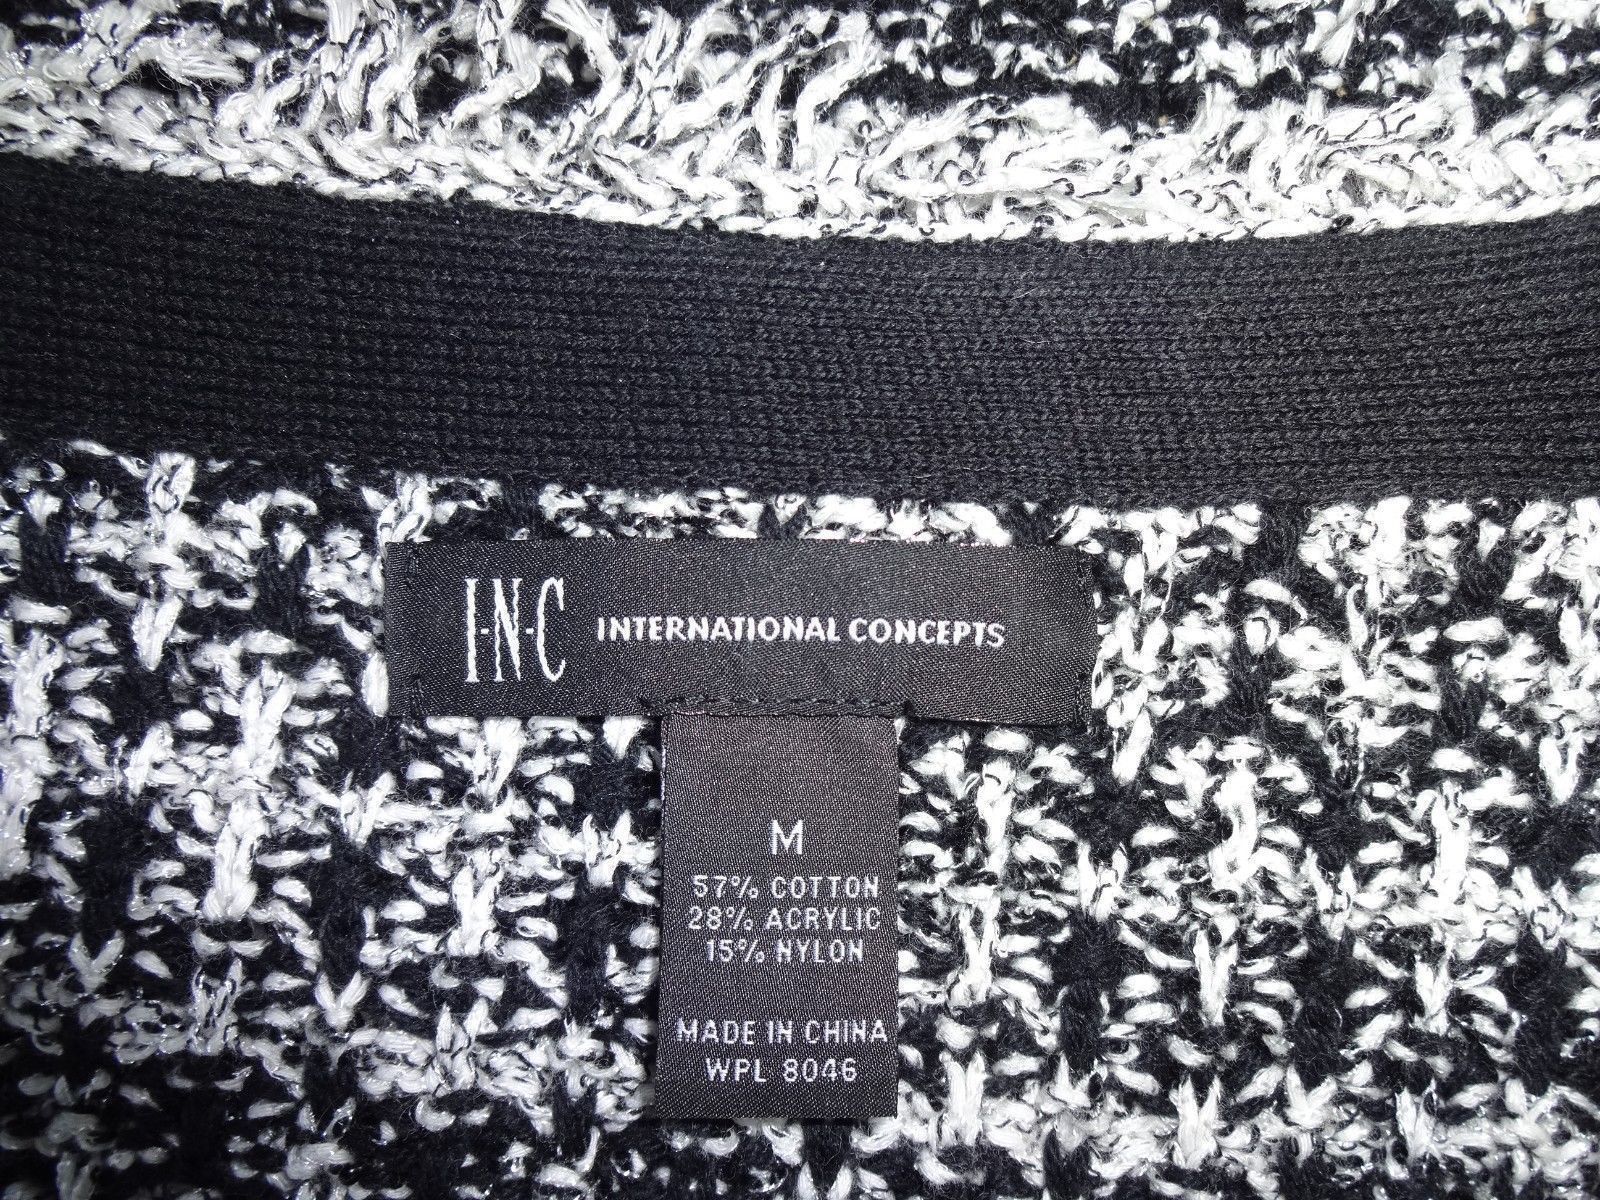 I-N-C INTERNATIONAL CONCEPTS
M
57% COTTON
28% ACRYLIC
15% NYLON
MADE IN CHINA
WPL 8046